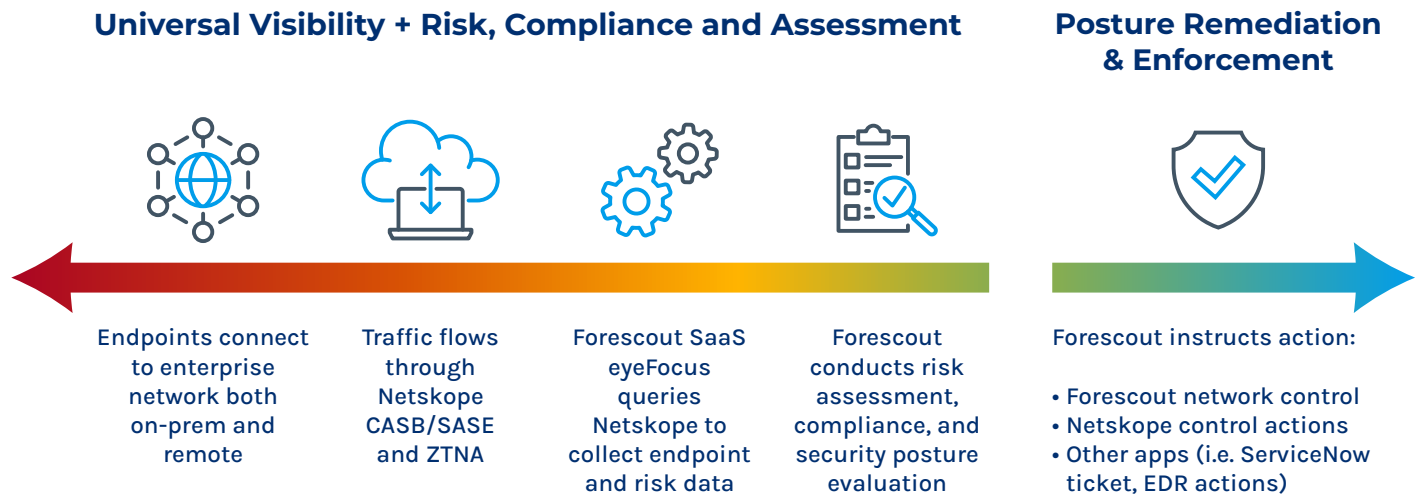 Universal Visibility + Risk, Compliance and Assessment
Posture Remediation
& Enforcement
Endpoints connect
to enterprise
network both
on-prem and
remote
Traffic flows
through
Netskope
CASB/SASE
and ZTNA
Forescout SaaS
eyeFocus
queries
Netskope to
collect endpoint
and risk data
Forescout
conducts risk
assessment,
compliance, and
security posture
evaluation
Forescout instructs action:
• Forescout network control
• Netskope control actions
• Other apps (i.e. ServiceNow
ticket, EDR actions)